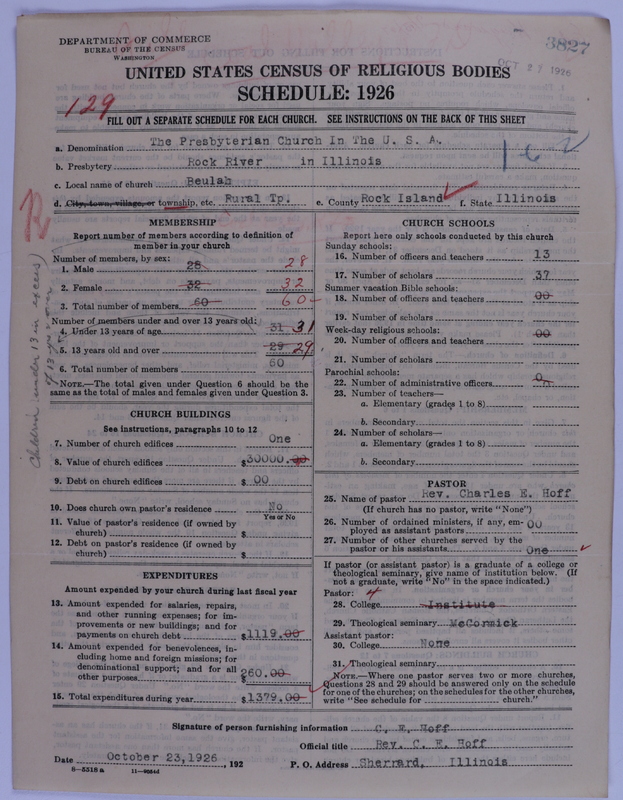 DEPARTMENT OF COMMERCE
BUREAU OF THE CENSUS
WASHINGTON
3827
OCT 27 1926
UNITED STATES CENSUS OF RELIGIOUS BODIES
SCHEDULE: 1926
129
FILL OUT A SEPARATE SCHEDULE FOR EACH CHURCH. SEE INSTRUCTIONS ON THE BACK OF THIS SHEET
a. Denomination The Presbyterian Church In The U. S. A.
b. Presbytery Rock River in Illinois
c. Local name of church Beulah
d. City, town, village, or township, etc. Rural Tp. e. County Rock Island f. State Illinois
MEMBERSHIP
Report number of members according to definition of
member in your church
Number of members, by sex:
1. Male 28 28
2. Female 32 32
3. Total number of members 60 60
Number of members under and over 13 years old:
4. Under 13 years of age 31 31
5. 13 years old and over 29 29
6. Total number of members 60
NOTE.—The total given under Question 6 should be the
same as the total of males and females given under Question 3.
Children under 13 in excess
of 13 yrs & over
CHURCH BUILDINGS
See instructions, paragraphs 10 to 12
7. Number of church edifices One
8. Value of church edifices $30000.00
9. Debt on church edifices $ 00
10. Does church own pastor's residence No
Yes or No
11. Value of pastor's residence (if owned by
church) $
12. Debt on pastor's residence (if owned by
church) $
EXPENDITURES
Amount expended by your church during last fiscal year
13. Amount expended for salaries, repairs,
and other running expenses; for im-
provements or new buildings; and for
payments on church debt $1119.00
14. Amount expended for benevolences, in-
cluding home and foreign missions; for
denominational support; and for all
other purposes $260.00
15. Total expenditures during year $1379.00
CHURCH SCHOOLS
Report here only schools conducted by this church
Sunday schools:
16. Number of officers and teachers 13
17. Number of scholars 37
Summer vacation Bible schools:
18. Number of officers and teachers 00
19. Number of scholars
Week-day religious schools:
20. Number of officers and teachers 00
21. Number of scholars
Parochial schools:
22. Number of administrative officers 0
23. Number of teachers—
a. Elementary (grades 1 to 8)
b. Secondary
24. Number of scholars—
a. Elementary (grades 1 to 8)
b. Secondary
PASTOR
25. Name of pastor Rev. Charles E. Hoff
(If church has no pastor, write "None")
26. Number of ordained ministers, if any, em-
ployed as assistant pastors 00
27. Number of other churches served by the
pastor or his assistants One
If pastor (or assistant pastor) is a graduate of a college or
theological seminary, give name of institution below. (If
not a graduate, write "No" in the space indicated.)
Pastor: 4
28. College Institute
29. Theological seminary McCormick
Assistant pastor:
30. College None
31. Theological seminary
NOTE.—Where one pastor serves two or more churches,
Questions 28 and 29 should be answered only on the schedule
for one of the churches; on the schedules for the other churches,
write "See schedule for church."
Signature of person furnishing information C. E. Hoff
Official title Rev. C. E. Hoff
Date October 23, 1926, 192 P. O. Address Sherrard, Illinois
8—5518 a 11—9054d